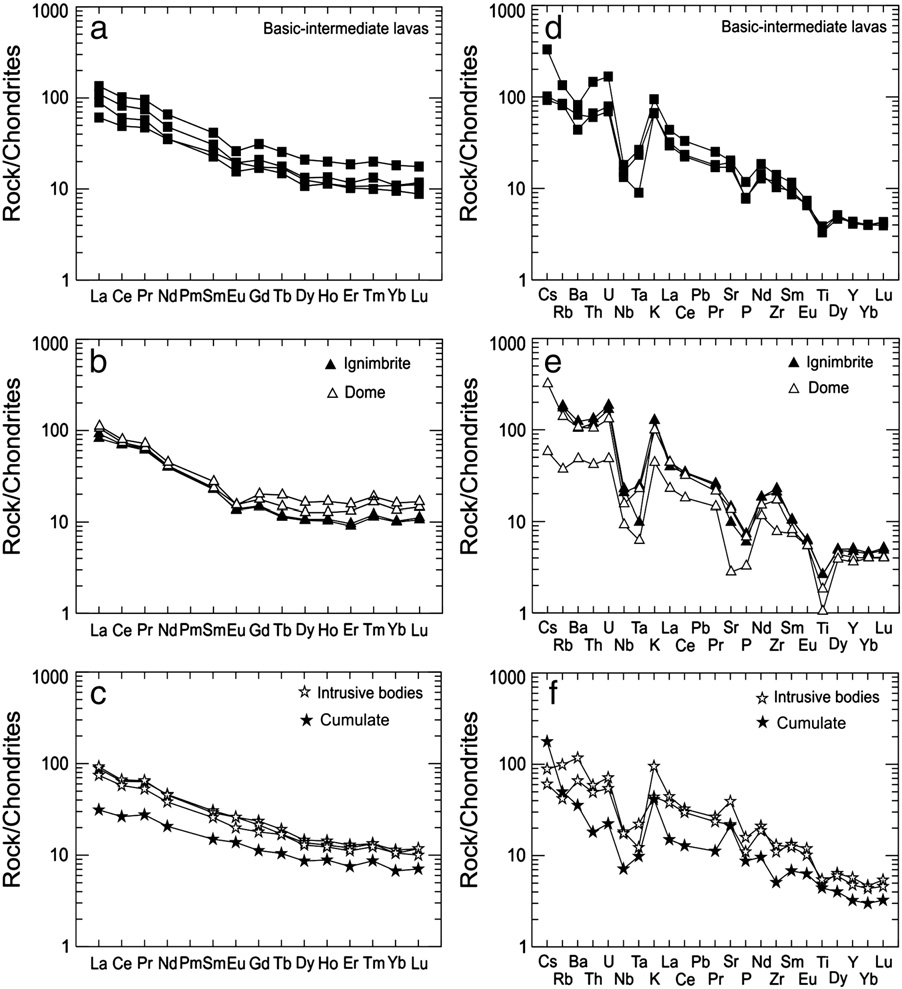 a
Basic-intermediate lavas
Rock/Chondrites
1000
100
10
1
La Ce Pr Nd PmSm Eu Gd Tb Dy Ho Er Tm Yb Lu
d
Basic-intermediate lavas
Rock/Chondrites
1000
100
10
1
Cs Ba U Ta La Pb Sr Nd Sm Ti Y Lu
Rb Th Nb K Ce Pr P Zr Eu Dy Yb
b
Ignimbrite
Dome
Rock/Chondrites
1000
100
10
1
La Ce Pr Nd PmSm Eu Gd Tb Dy Ho Er Tm Yb Lu
e
Ignimbrite
Dome
Rock/Chondrites
1000
100
10
1
Cs Ba U Ta La Pb Sr Nd Sm Ti Y Lu
Rb Th Nb K Ce Pr P Zr Eu Dy Yb
c
Intrusive bodies
Cumulate
Rock/Chondrites
1000
100
10
1
La Ce Pr Nd PmSm Eu Gd Tb Dy Ho Er Tm Yb Lu
f
Intrusive bodies
Cumulate
Rock/Chondrites
1000
100
10
1
Cs Ba U Ta La Pb Sr Nd Sm Ti Y Lu
Rb Th Nb K Ce Pr P Zr Eu Dy Yb